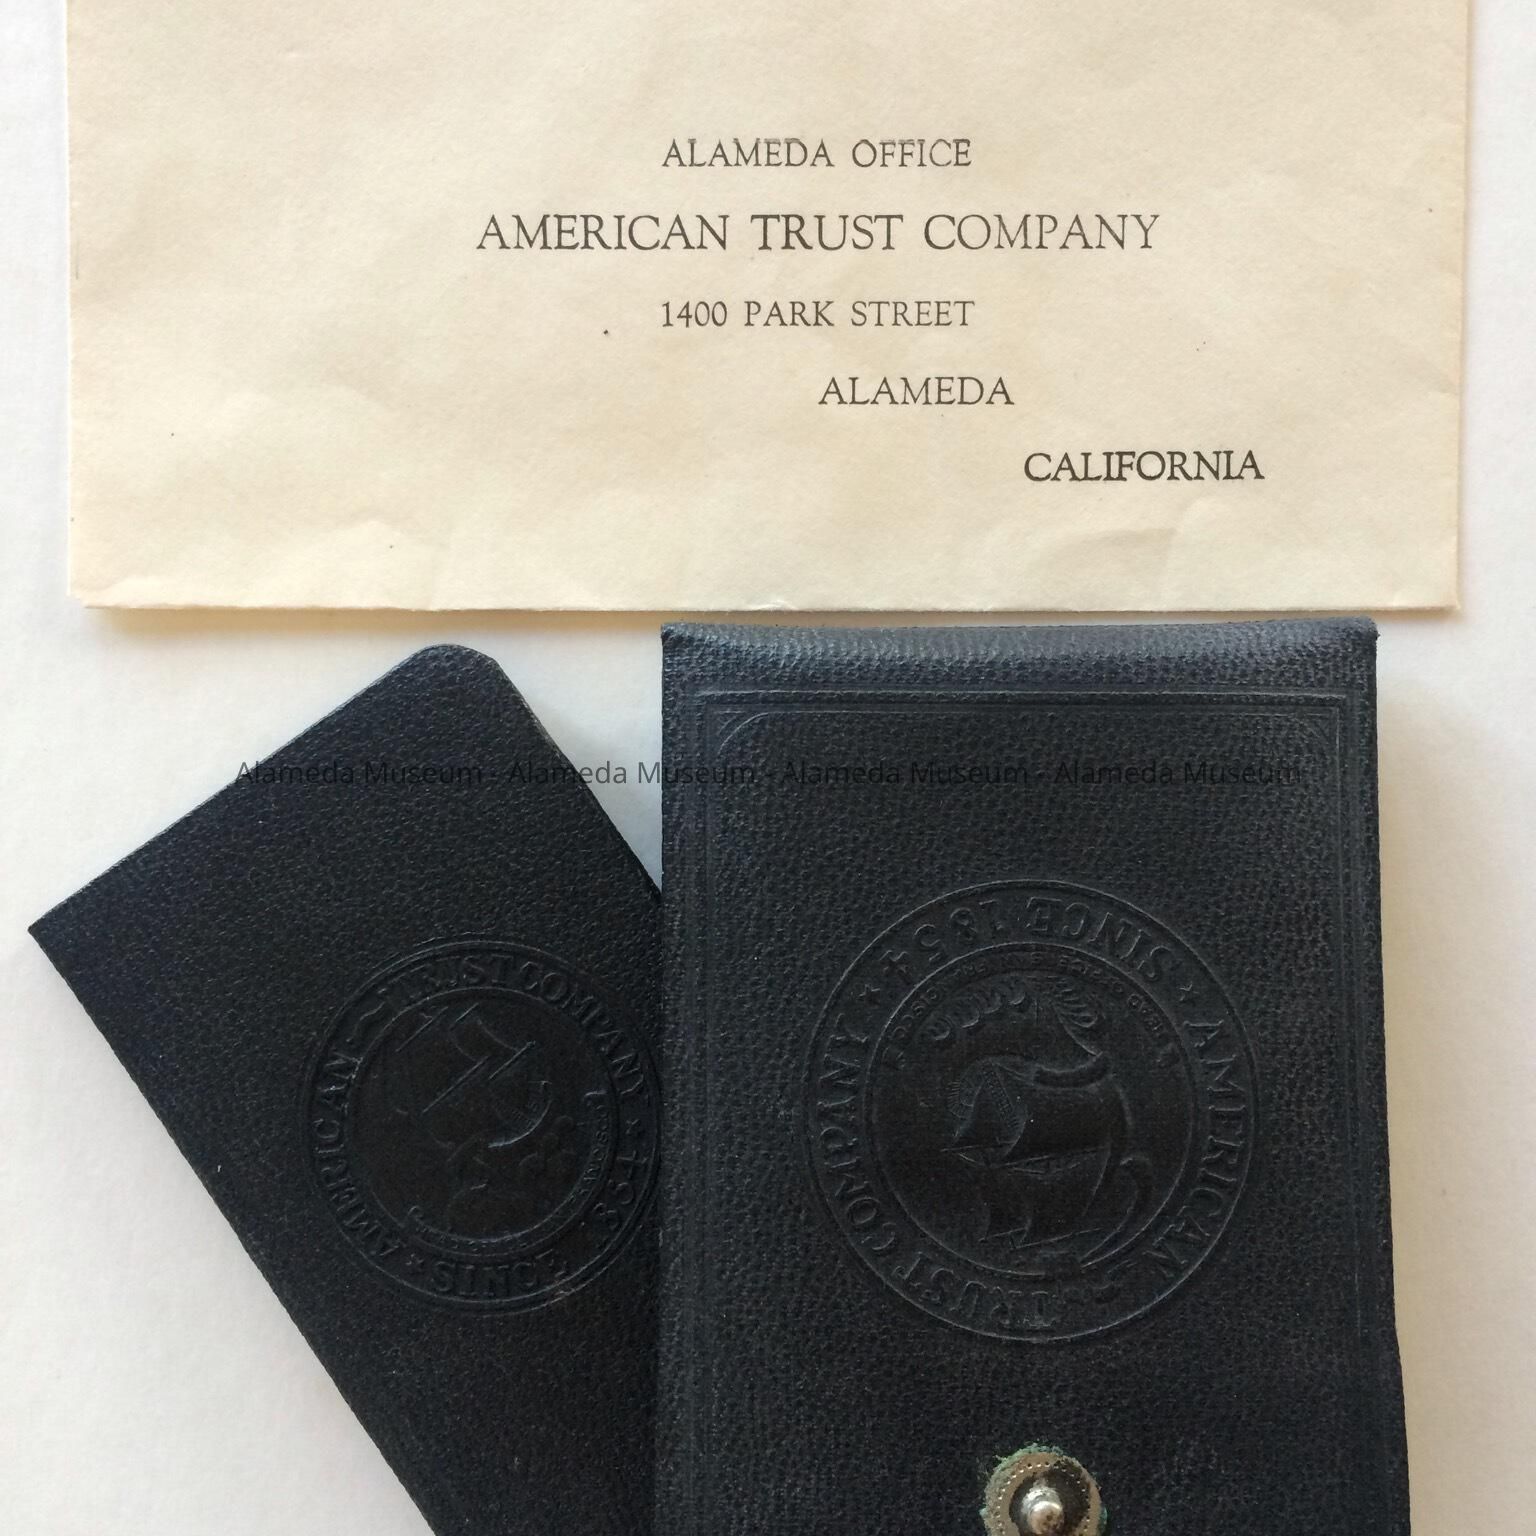 ALAMEDA OFFICE
AMERICAN TRUST COMPANY
1400 PARK STREET
ALAMEDA
CALIFORNIA
Alameda Museum - Alameda Museum - Alameda Museum - Alameda Museum
AMERICAN TRUST COMPANY
SINCE 1854
AMERICAN TRUST COMPANY
SINCE 1854